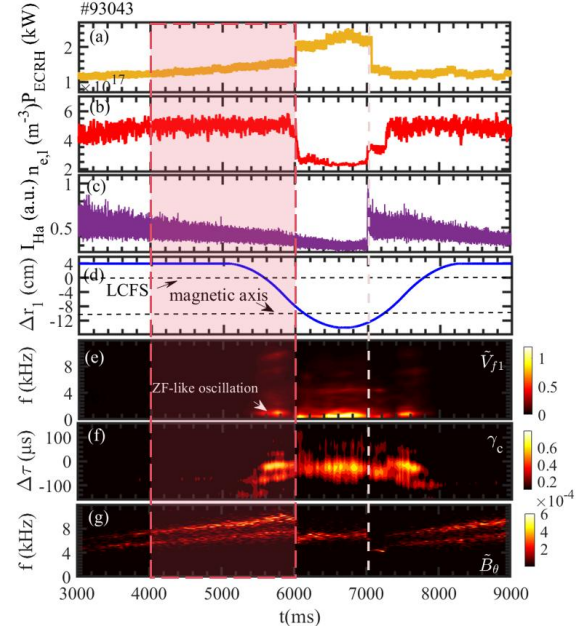 #93043
P_ECRH (kW)
(a)
2
1
×10^17
n_e,l (m^-3)
(b)
6
4
2
I_Ha (a.u.)
(c)
1
0.5
Δr_1 (cm)
(d)
4
0
-4
-8
-12
LCFS
magnetic axis
f (kHz)
(e)
8
4
0
ZF-like oscillation
Ṽ_f1
1
0.5
0
Δτ (μs)
(f)
100
0
-100
γ_c
0.6
0.4
0.2
×10^-4
f (kHz)
(g)
8
4
0
B̃_θ
6
4
2
3000 4000 5000 6000 7000 8000 9000
t(ms)